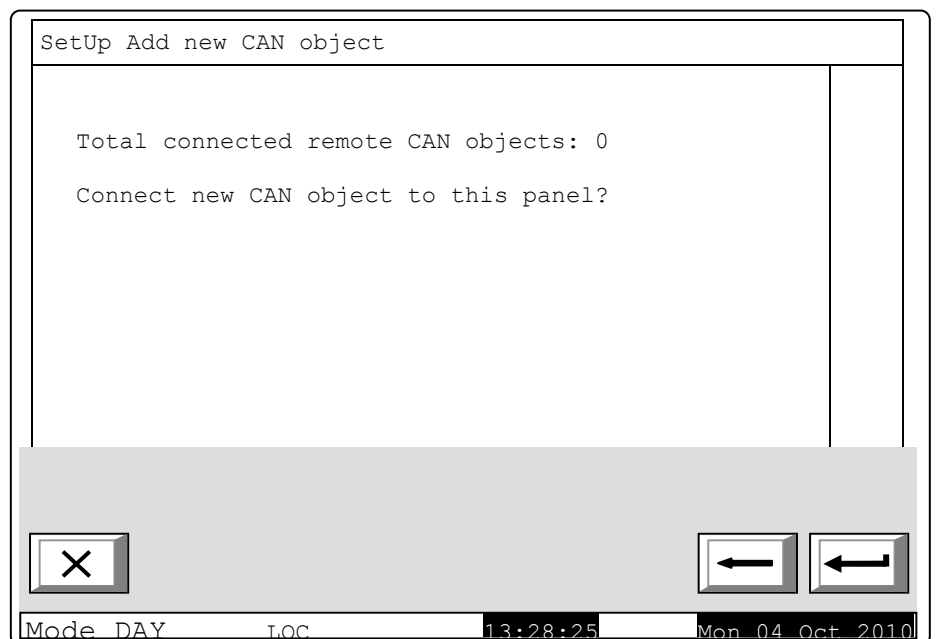 SetUp Add new CAN object
Total connected remote CAN objects: 0
Connect new CAN object to this panel?
Mode DAY LOC 13:28:25 Mon 04 Oct 2010